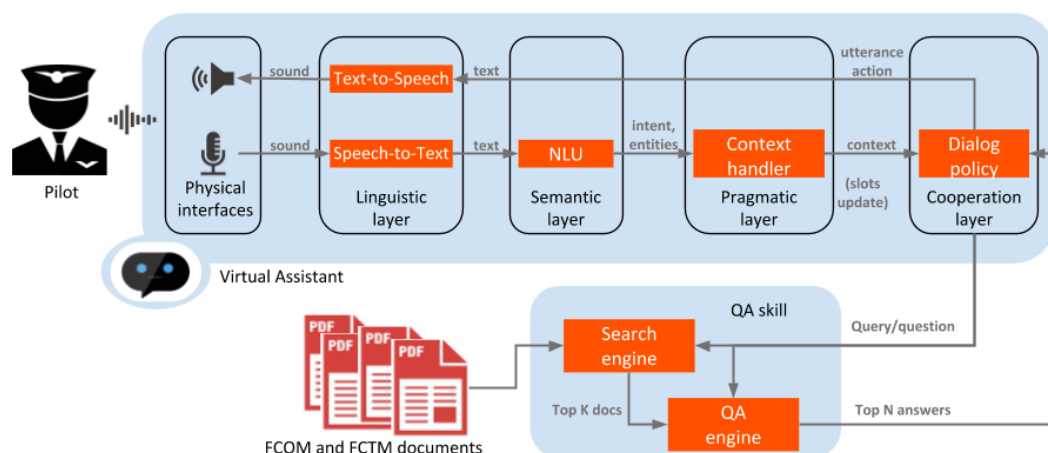 utterance
action
sound
Text-to-Speech
text
intent,
entities
sound
Speech-to-Text
text
NLU
Context
handler
context
Dialog
policy
Pilot
Physical
interfaces
Linguistic
layer
Semantic layer
Pragmatic
layer
(slots
update)
Cooperation
layer
Virtual Assistant
QA skill
PDF
PDF
PDF
PDF
Search
engine
Query/question
Top K docs
QA
engine
Top N answers
FCOM and FCTM documents